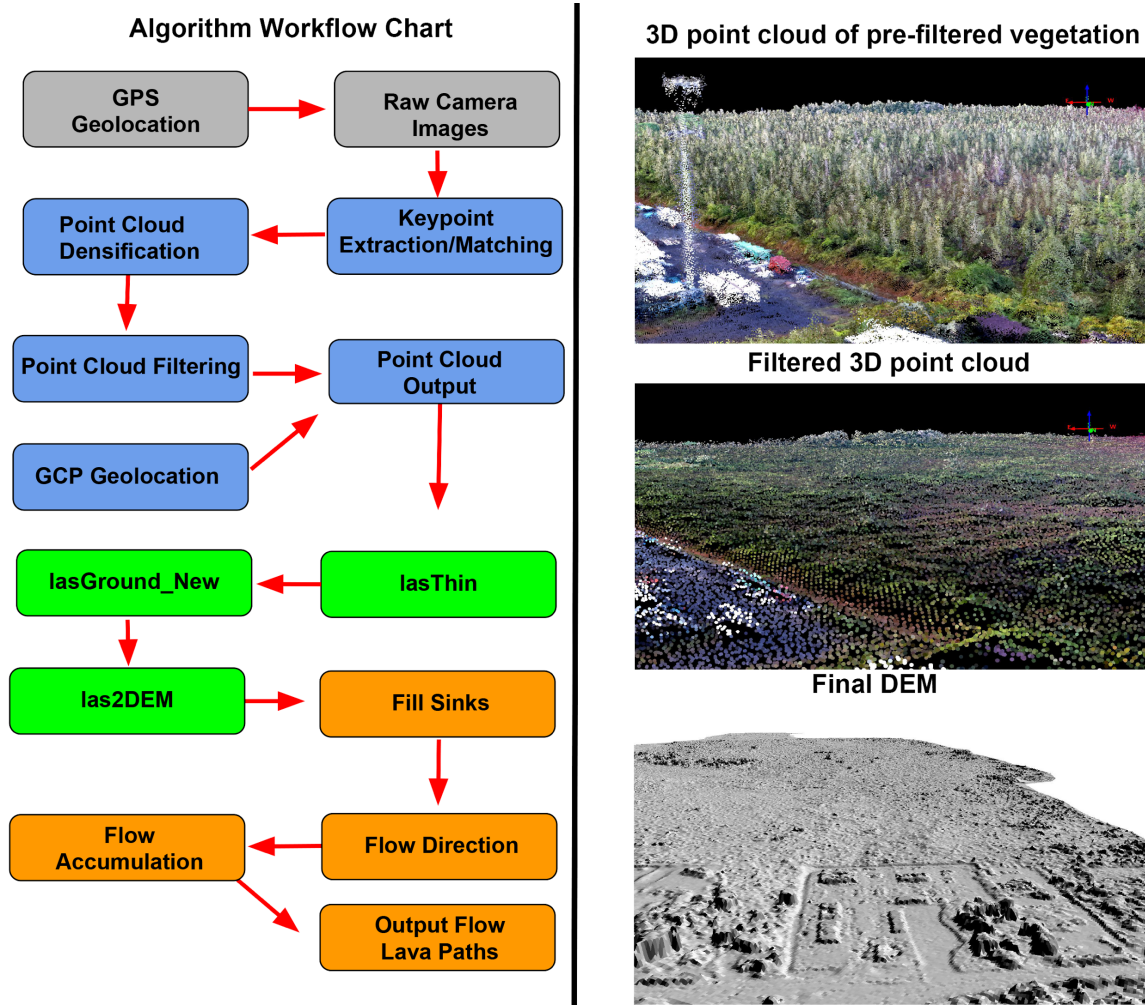 Algorithm Workflow Chart
GPS
Geolocation
Raw Camera
Images
Point Cloud
Densification
Keypoint
Extraction/Matching
Point Cloud Filtering
Point Cloud
Output
GCP Geolocation
lasGround_New
lasThin
las2DEM
Fill Sinks
Flow
Accumulation
Flow Direction
Output Flow
Lava Paths
3D point cloud of pre-filtered vegetation
W
Filtered 3D point cloud
W
Final DEM